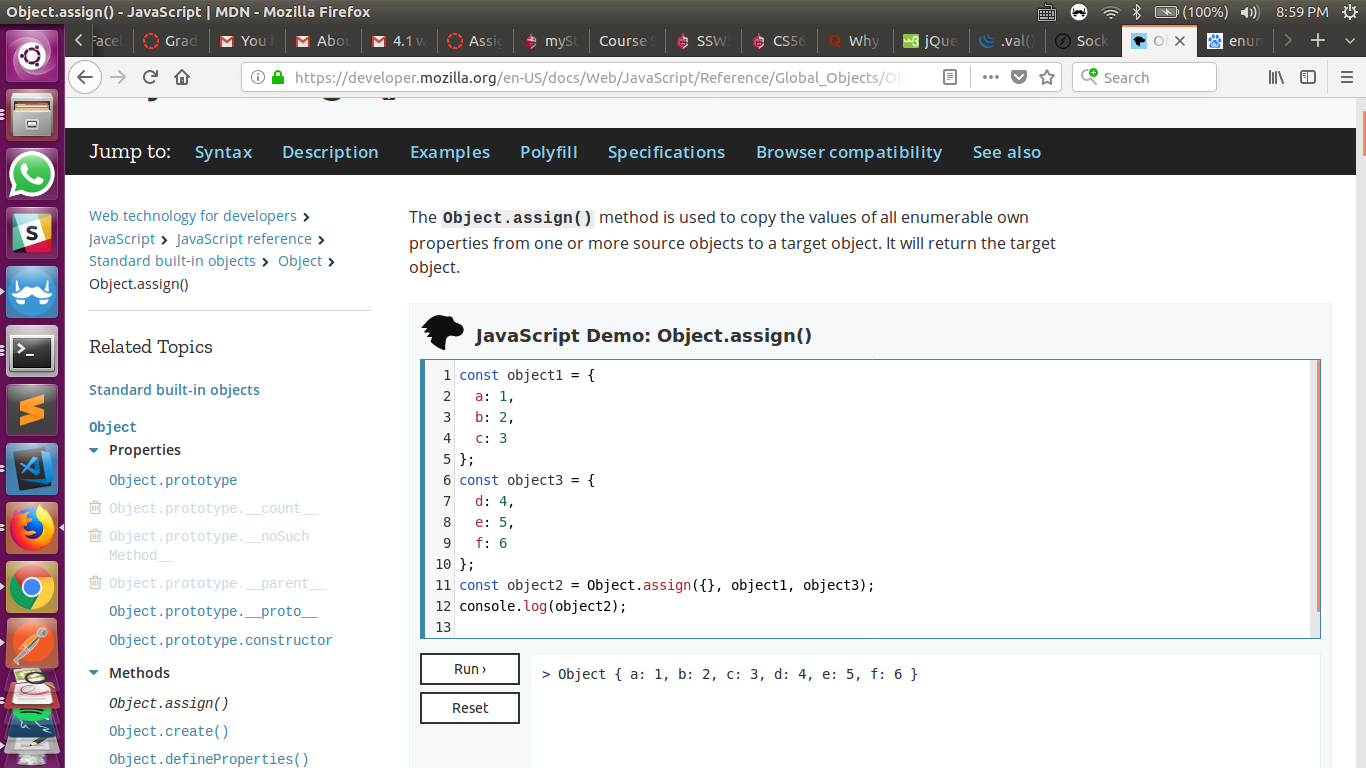 Object.assign() - JavaScript | MDN - Mozilla Firefox
(100%)
8:59 PM
Grad
You
Abou
4.1 w
Assig
mySt
Course
SSWS
CS56
Why
jQue
.val()
Sock
enum
https://developer.mozilla.org/en-US/docs/Web/JavaScript/Reference/Global_Objects/Ob
Search
Jump to:
Syntax
Description
Examples
Polyfill
Specifications
Browser compatibility
See also
Web technology for developers
JavaScript
JavaScript reference
Standard built-in objects
Object
Object.assign()
Related Topics
Standard built-in objects
Object
Properties
Object.prototype
Object.prototype.__count__
Object.prototype.__noSuch
Method__
Object.prototype.__parent__
Object.prototype.__proto__
Object.prototype.constructor
Methods
Object.assign()
Object.create()
Object.defineProperties()
The Object.assign() method is used to copy the values of all enumerable own
properties from one or more source objects to a target object. It will return the target
object.
JavaScript Demo: Object.assign()
1 const object1 = {
2 a: 1,
3 b: 2,
4 c: 3
5 };
6 const object3 = {
7 d: 4,
8 e: 5,
9 f: 6
10 };
11 const object2 = Object.assign({}, object1, object3);
12 console.log(object2);
13
Run ›
Reset
> Object { a: 1, b: 2, c: 3, d: 4, e: 5, f: 6 }